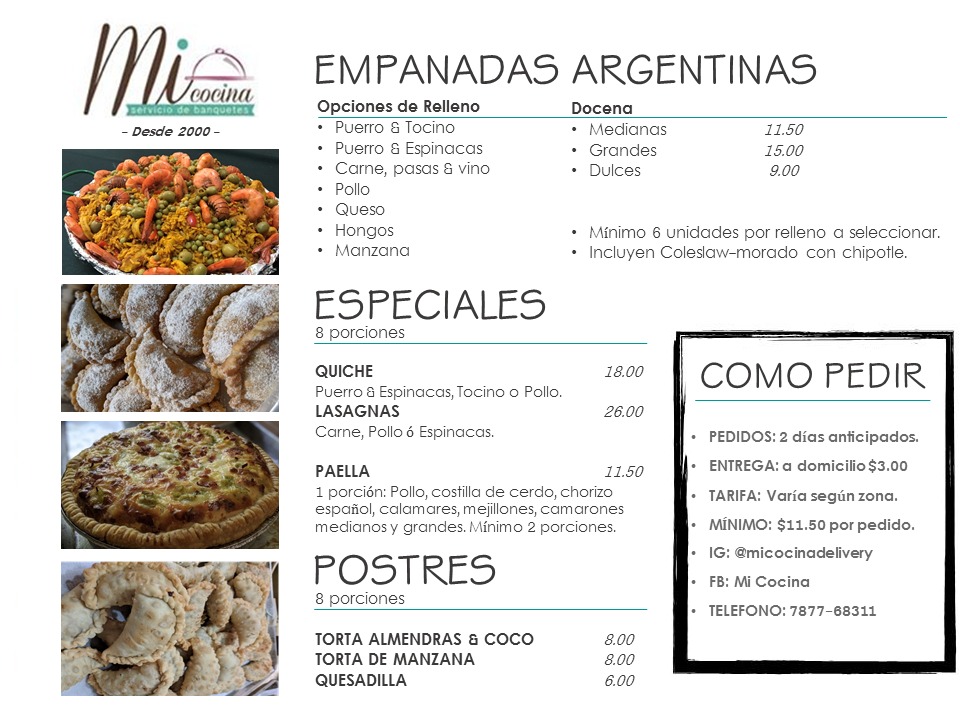 Mi
cocina
servicio de banquetes
- Desde 2000 -
EMPANADAS ARGENTINAS
Opciones de Relleno
• Puerro & Tocino
• Puerro & Espinacas
• Carne, pasas & vino
• Pollo
• Queso
• Hongos
• Manzana
Docena
• Medianas 11.50
• Grandes 15.00
• Dulces 9.00
• Mínimo 6 unidades por relleno a seleccionar.
• Incluyen Coleslaw-morado con chipotle.
ESPECIALES
8 porciones
QUICHE 18.00
Puerro & Espinacas, Tocino o Pollo.
LASAGNAS 26.00
Carne, Pollo ó Espinacas.
PAELLA 11.50
1 porción: Pollo, costilla de cerdo, chorizo
español, calamares, mejillones, camarones
medianos y grandes. Mínimo 2 porciones.
POSTRES
8 porciones
TORTA ALMENDRAS & COCO 8.00
TORTA DE MANZANA 8.00
QUESADILLA 6.00
COMO PEDIR
• PEDIDOS: 2 días anticipados.
• ENTREGA: a domicilio $3.00
• TARIFA: Varía según zona.
• MÍNIMO: $11.50 por pedido.
• IG: @micocinadelivery
• FB: Mi Cocina
• TELEFONO: 7877-68311